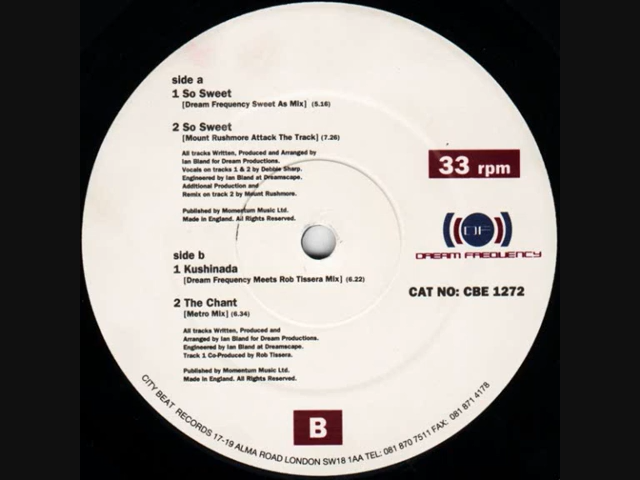 side a
1 So Sweet
[Dream Frequency Sweet As Mix] (5.16)
2 So Sweet
[Mount Rushmore Attack The Track] (7.26)
All tracks Written, Produced and Arranged by
Ian Bland for Dream Productions.
Vocals on tracks 1 & 2 by Debbie Sharp.
Engineered by Ian Bland at Dreamscape.
Additional Production and
Remix on track 2 by Mount Rushmore.
Published by Momentum Music Ltd.
Made in England. All Rights Reserved.
33 rpm
DF
DREAM FREQUENCY
CAT NO: CBE 1272
side b
1 Kushinada
[Dream Frequency Meets Rob Tissera Mix] (6.22)
2 The Chant
[Metro Mix] (6.34)
All tracks Written, Produced and
Arranged by Ian Bland for Dream Productions.
Engineered by Ian Bland at Dreamscape.
Track 1 Co-Produced by Rob Tissera.
Published by Momentum Music Ltd.
Made in England. All Rights Reserved.
B
CITY BEAT RECORDS 17-19 ALMA ROAD LONDON SW18 1AA TEL: 081 870 7511 FAX: 081 871 4178